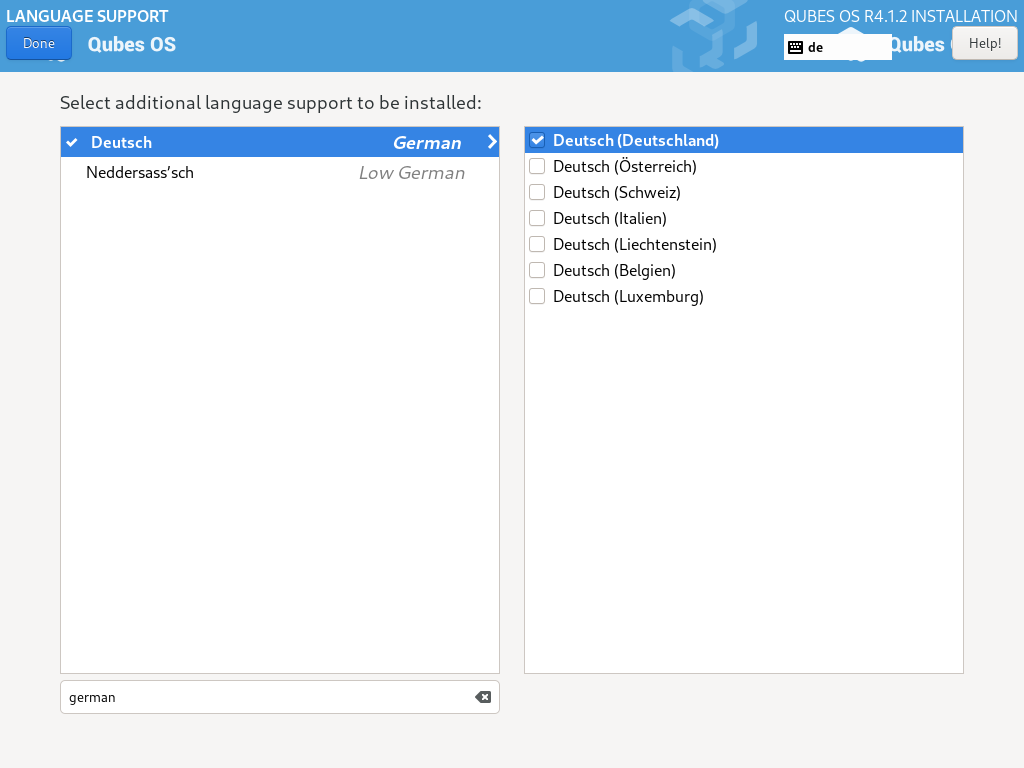 LANGUAGE SUPPORT
QUBES OS R4.1.2 INSTALLATION
Done
Qubes OS
de
Qubes
Help!
Select additional language support to be installed:
Deutsch German
Neddersass’sch Low German
Deutsch (Deutschland)
Deutsch (Österreich)
Deutsch (Schweiz)
Deutsch (Italien)
Deutsch (Liechtenstein)
Deutsch (Belgien)
Deutsch (Luxemburg)
german